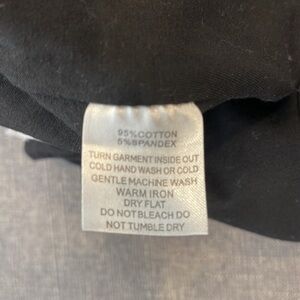 95%COTTON
5%SPANDEX
TURN GARMENT INSIDE OUT
COLD HAND WASH OR COLD
GENTLE MACHINE WASH
WARM IRON
DRY FLAT
DO NOT BLEACH DO
NOT TUMBLE DRY